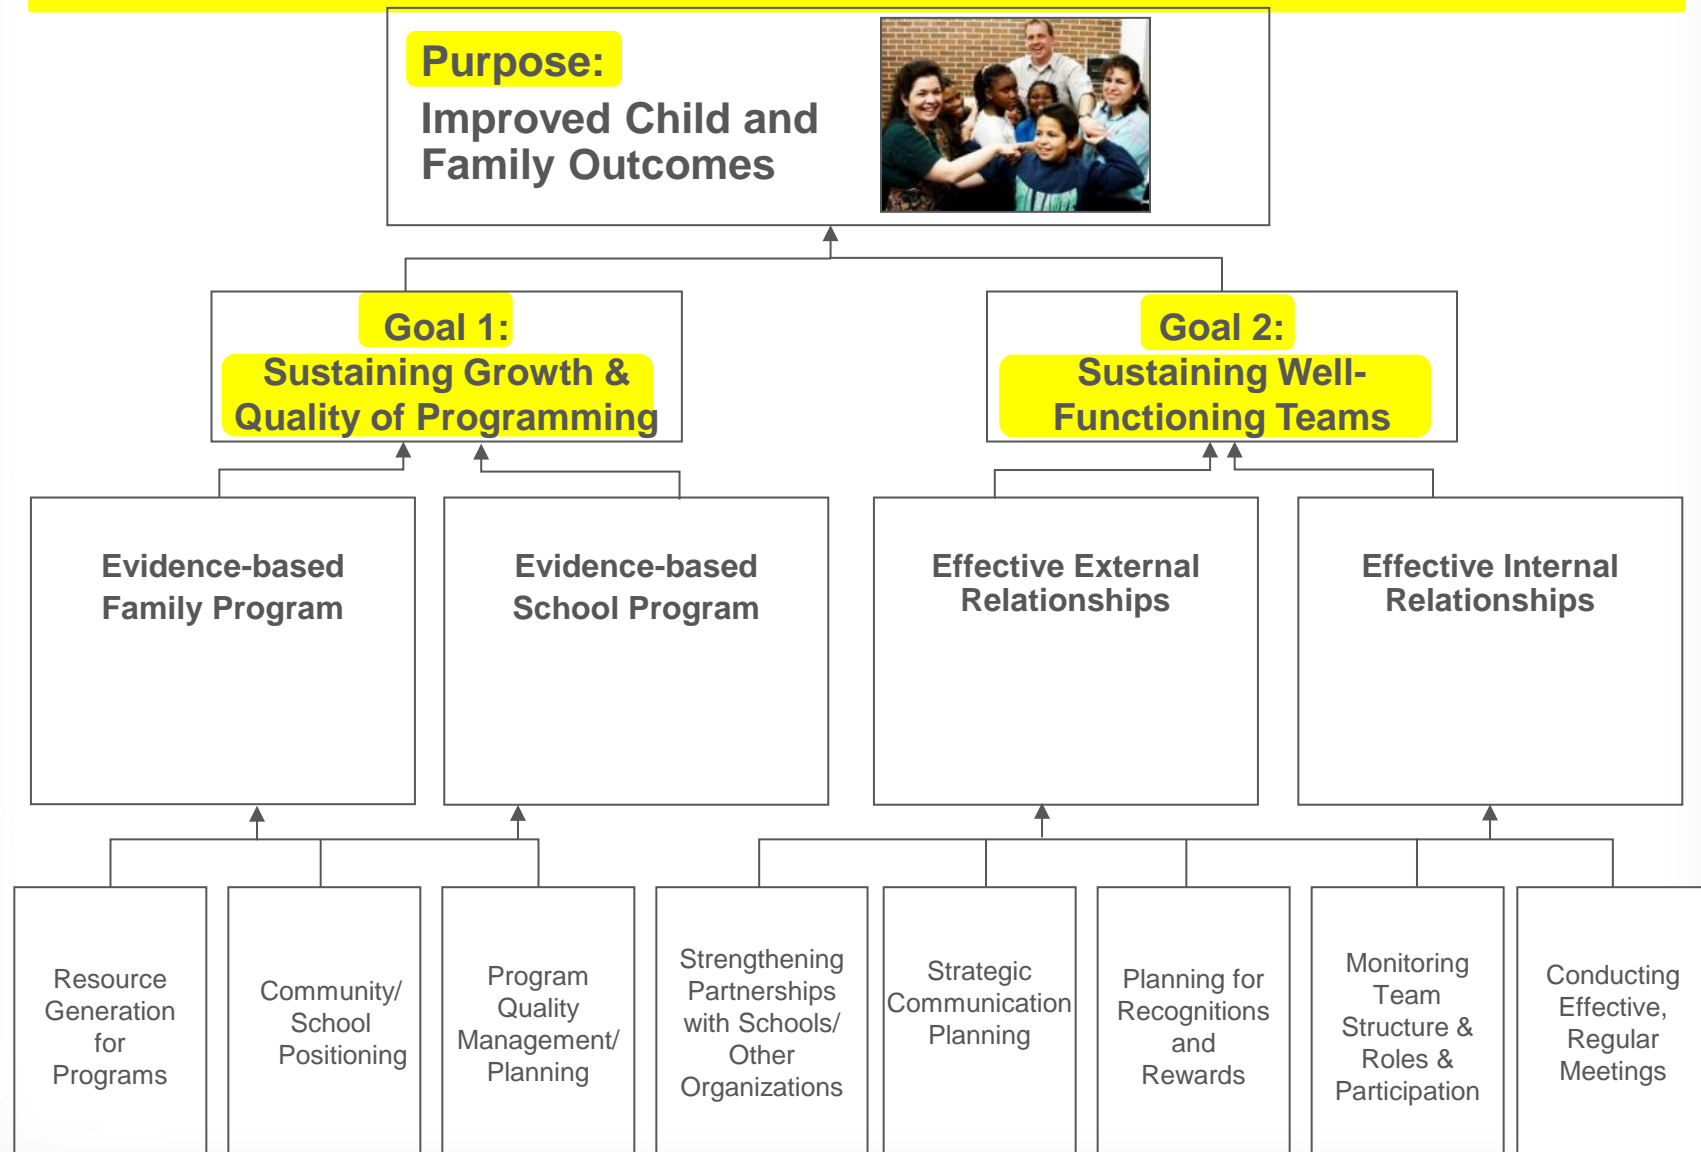 Purpose:
Improved Child and
Family Outcomes
Goal 1:
Sustaining Growth &
Quality of Programming
Goal 2:
Sustaining Well-
Functioning Teams
Evidence-based
Family Program
Evidence-based
School Program
Effective External
Relationships
Effective Internal
Relationships
Resource
Generation
for
Programs
Community/
School
Positioning
Program
Quality
Management/
Planning
Strengthening
Partnerships
with Schools/
Other
Organizations
Strategic
Communication
Planning
Planning for
Recognitions
and
Rewards
Monitoring
Team
Structure &
Roles &
Participation
Conducting
Effective,
Regular
Meetings